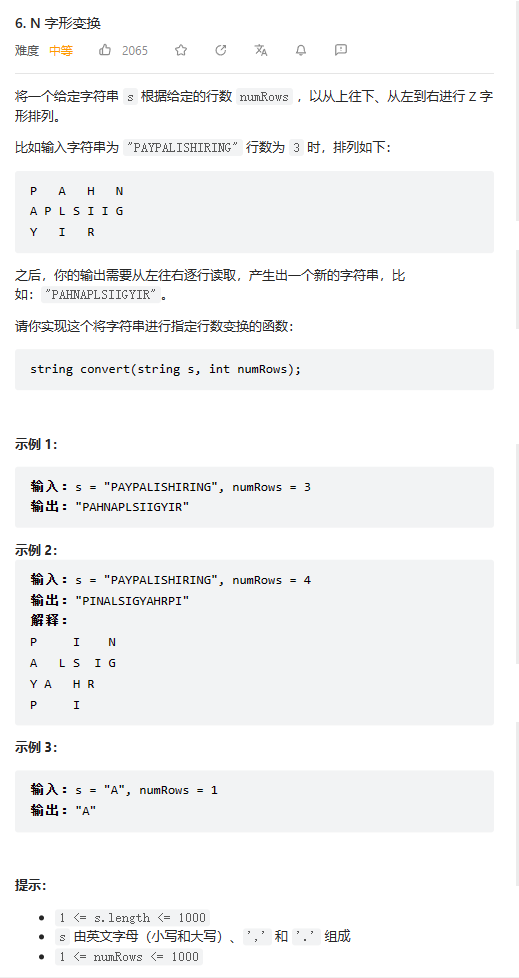 6. N 字形变换
难度 中等 2065
将一个给定字符串 s 根据给定的行数 numRows ，以从上往下、从左到右进行 Z 字
形排列。
比如输入字符串为 "PAYPALISHIRING" 行数为 3 时，排列如下：
P   A   H   N
A P L S I I G
Y   I   R
之后，你的输出需要从左往右逐行读取，产生出一个新的字符串，比
如："PAHNAPLSIIGYIR"。
请你实现这个将字符串进行指定行数变换的函数：
string convert(string s, int numRows);
示例 1：
输入：s = "PAYPALISHIRING", numRows = 3
输出："PAHNAPLSIIGYIR"
示例 2：
输入：s = "PAYPALISHIRING", numRows = 4
输出："PINALSIGYAHRPI"
解释：
P     I    N
A   L S  I G
Y A   H R
P     I
示例 3：
输入：s = "A", numRows = 1
输出："A"
提示：
• 1 <= s.length <= 1000
• s 由英文字母（小写和大写）、',' 和 '.' 组成
• 1 <= numRows <= 1000